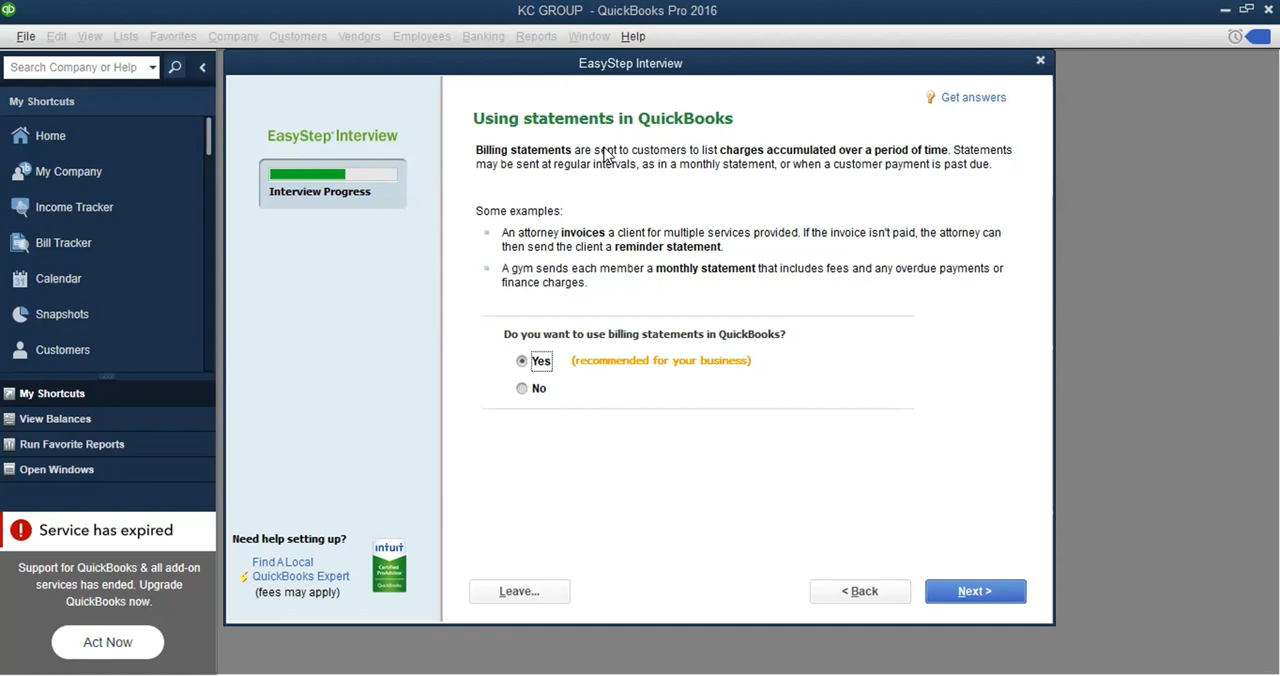 qb
KC GROUP - QuickBooks Pro 2016
File Edit View Lists Favorites Company Customers Vendors Employees Banking Reports Window Help
Search Company or Help
My Shortcuts
Home
My Company
Income Tracker
Bill Tracker
31
Calendar
Snapshots
Customers
My Shortcuts
View Balances
Run Favorite Reports
Open Windows
! Service has expired
Support for QuickBooks & all add-on
services has ended. Upgrade
QuickBooks now.
Act Now
EasyStep Interview
EasyStep® Interview
Interview Progress
Need help setting up?
Find A Local
QuickBooks Expert
(fees may apply)
intuit
Certified
ProAdvisor
QuickBooks
? Get answers
Using statements in QuickBooks
Billing statements are sent to customers to list charges accumulated over a period of time. Statements
may be sent at regular intervals, as in a monthly statement, or when a customer payment is past due.
Some examples:
An attorney invoices a client for multiple services provided. If the invoice isn't paid, the attorney can
then send the client a reminder statement.
A gym sends each member a monthly statement that includes fees and any overdue payments or
finance charges.
Do you want to use billing statements in QuickBooks?
Yes (recommended for your business)
No
Leave...
< Back
Next >